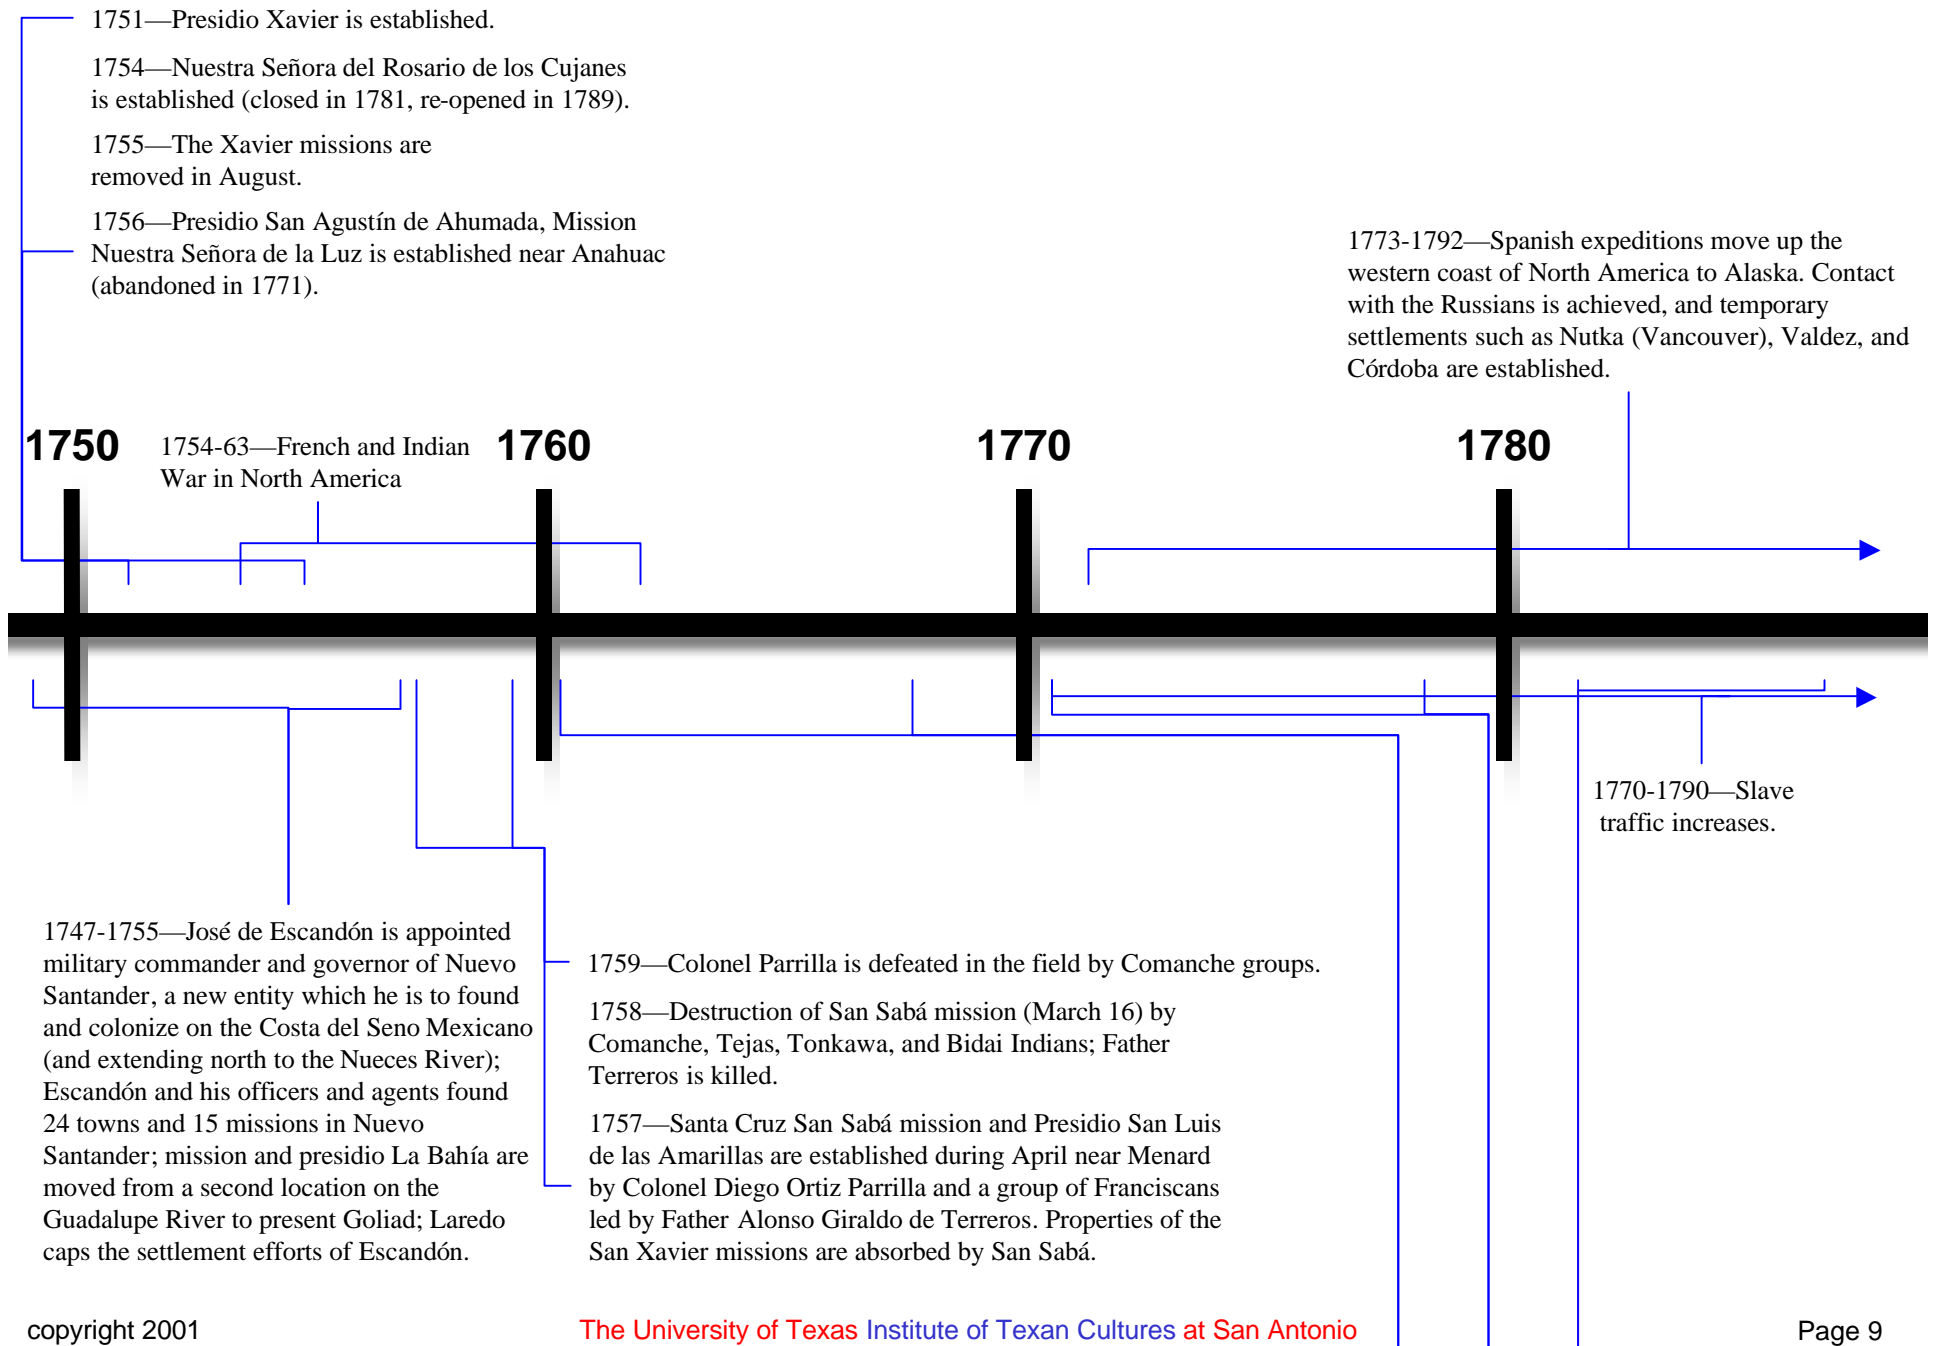 1751—Presidio Xavier is established.
1754—Nuestra Señora del Rosario de los Cujanes
is established (closed in 1781, re-opened in 1789).
1755—The Xavier missions are
removed in August.
1756—Presidio San Agustín de Ahumada, Mission
Nuestra Señora de la Luz is established near Anahuac
(abandoned in 1771).
1773-1792—Spanish expeditions move up the
western coast of North America to Alaska. Contact
with the Russians is achieved, and temporary
settlements such as Nutka (Vancouver), Valdez, and
Córdoba are established.
1750
1754-63—French and Indian
War in North America
1760
1770
1780
1770-1790—Slave
traffic increases.
1747-1755—José de Escandón is appointed
military commander and governor of Nuevo
Santander, a new entity which he is to found
and colonize on the Costa del Seno Mexicano
(and extending north to the Nueces River);
Escandón and his officers and agents found
24 towns and 15 missions in Nuevo
Santander; mission and presidio La Bahía are
moved from a second location on the
Guadalupe River to present Goliad; Laredo
caps the settlement efforts of Escandón.
1759—Colonel Parrilla is defeated in the field by Comanche groups.
1758—Destruction of San Sabá mission (March 16) by
Comanche, Tejas, Tonkawa, and Bidai Indians; Father
Terreros is killed.
1757—Santa Cruz San Sabá mission and Presidio San Luis
de las Amarillas are established during April near Menard
by Colonel Diego Ortiz Parrilla and a group of Franciscans
led by Father Alonso Giraldo de Terreros. Properties of the
San Xavier missions are absorbed by San Sabá.
copyright 2001
The University of Texas Institute of Texan Cultures at San Antonio
Page 9